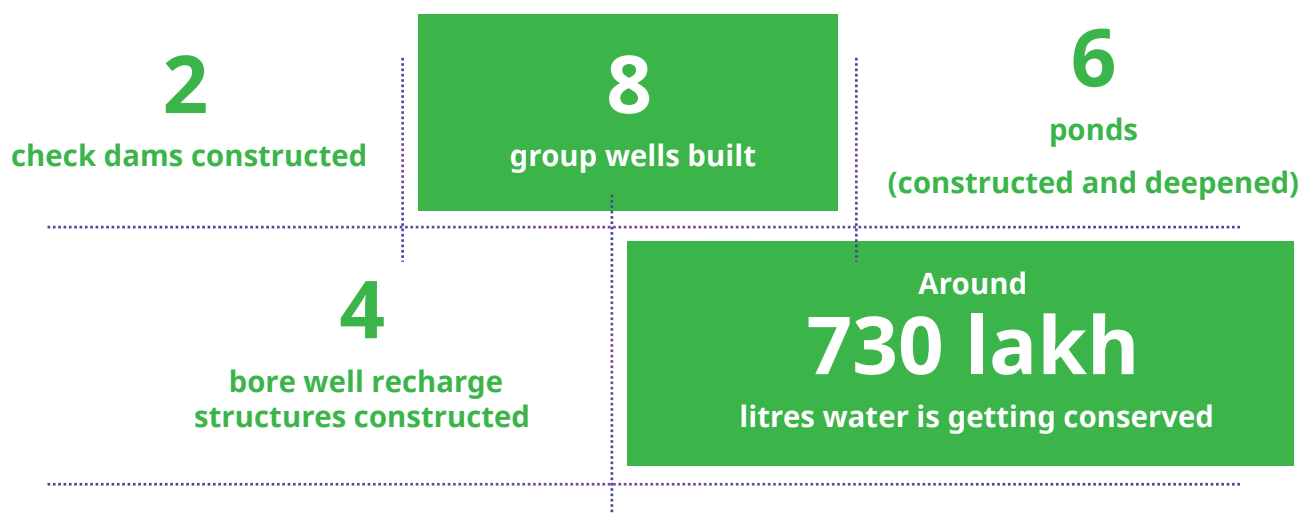 2
check dams constructed
8
group wells built
6
ponds
(constructed and deepened)
4
bore well recharge
structures constructed
Around
730 lakh
litres water is getting conserved